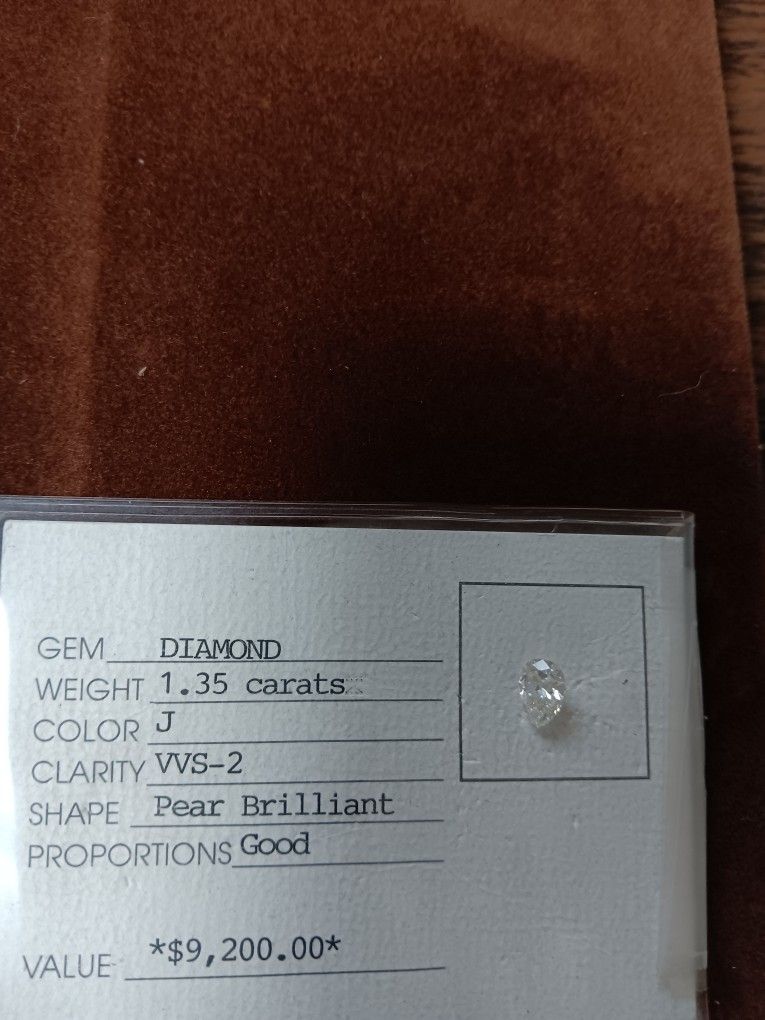 GEM DIAMOND
WEIGHT 1.35 carats
COLOR J
CLARITY VVS-2
SHAPE Pear Brilliant
PROPORTIONS Good
VALUE *$9,200.00*